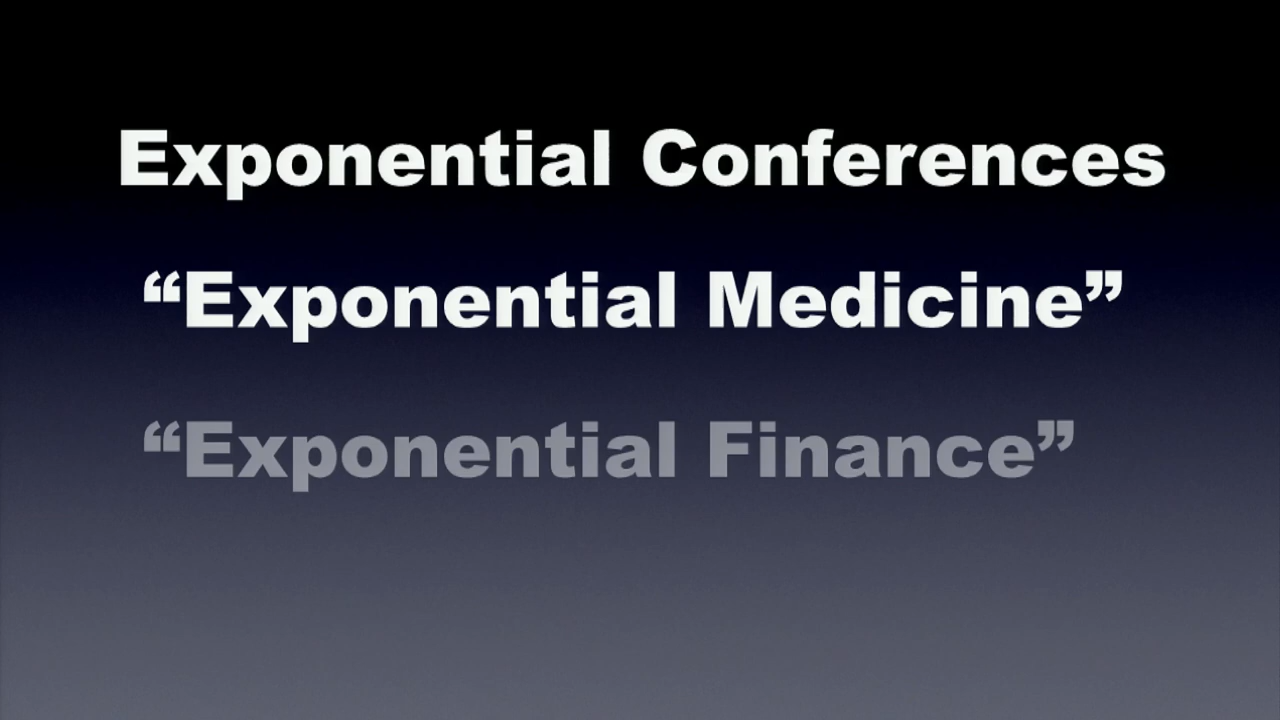 Exponential Conferences
“Exponential Medicine”
“Exponential Finance”